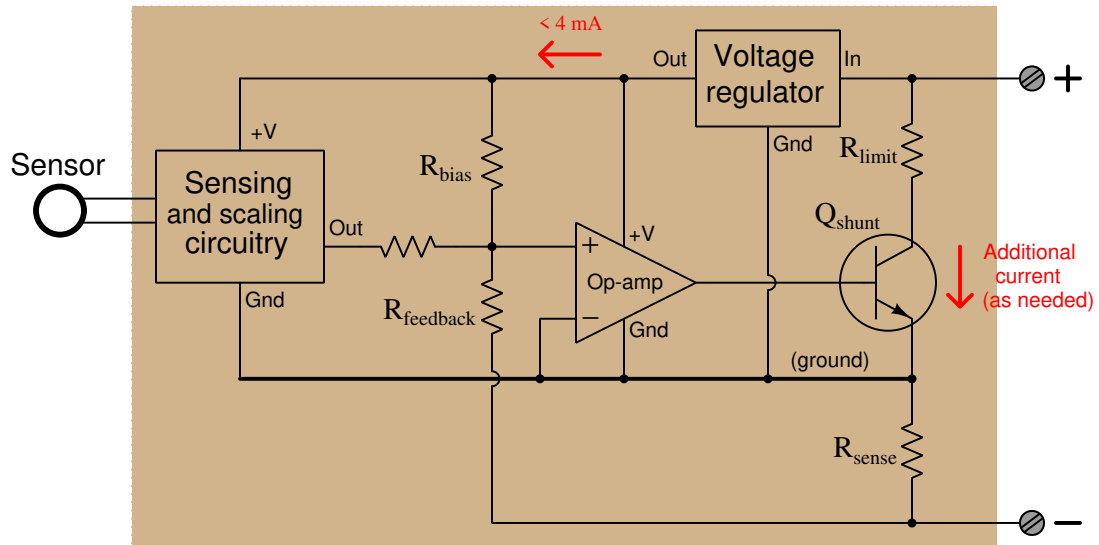 < 4 mA
Out
Voltage
regulator
In
+
Gnd
Sensor
+V
Sensing
and scaling
circuitry
Out
Gnd
Rbias
Rfeedback
+
+V
Op-amp
−
Gnd
Rlimit
Qshunt
Additional
current
(as needed)
(ground)
Rsense
−